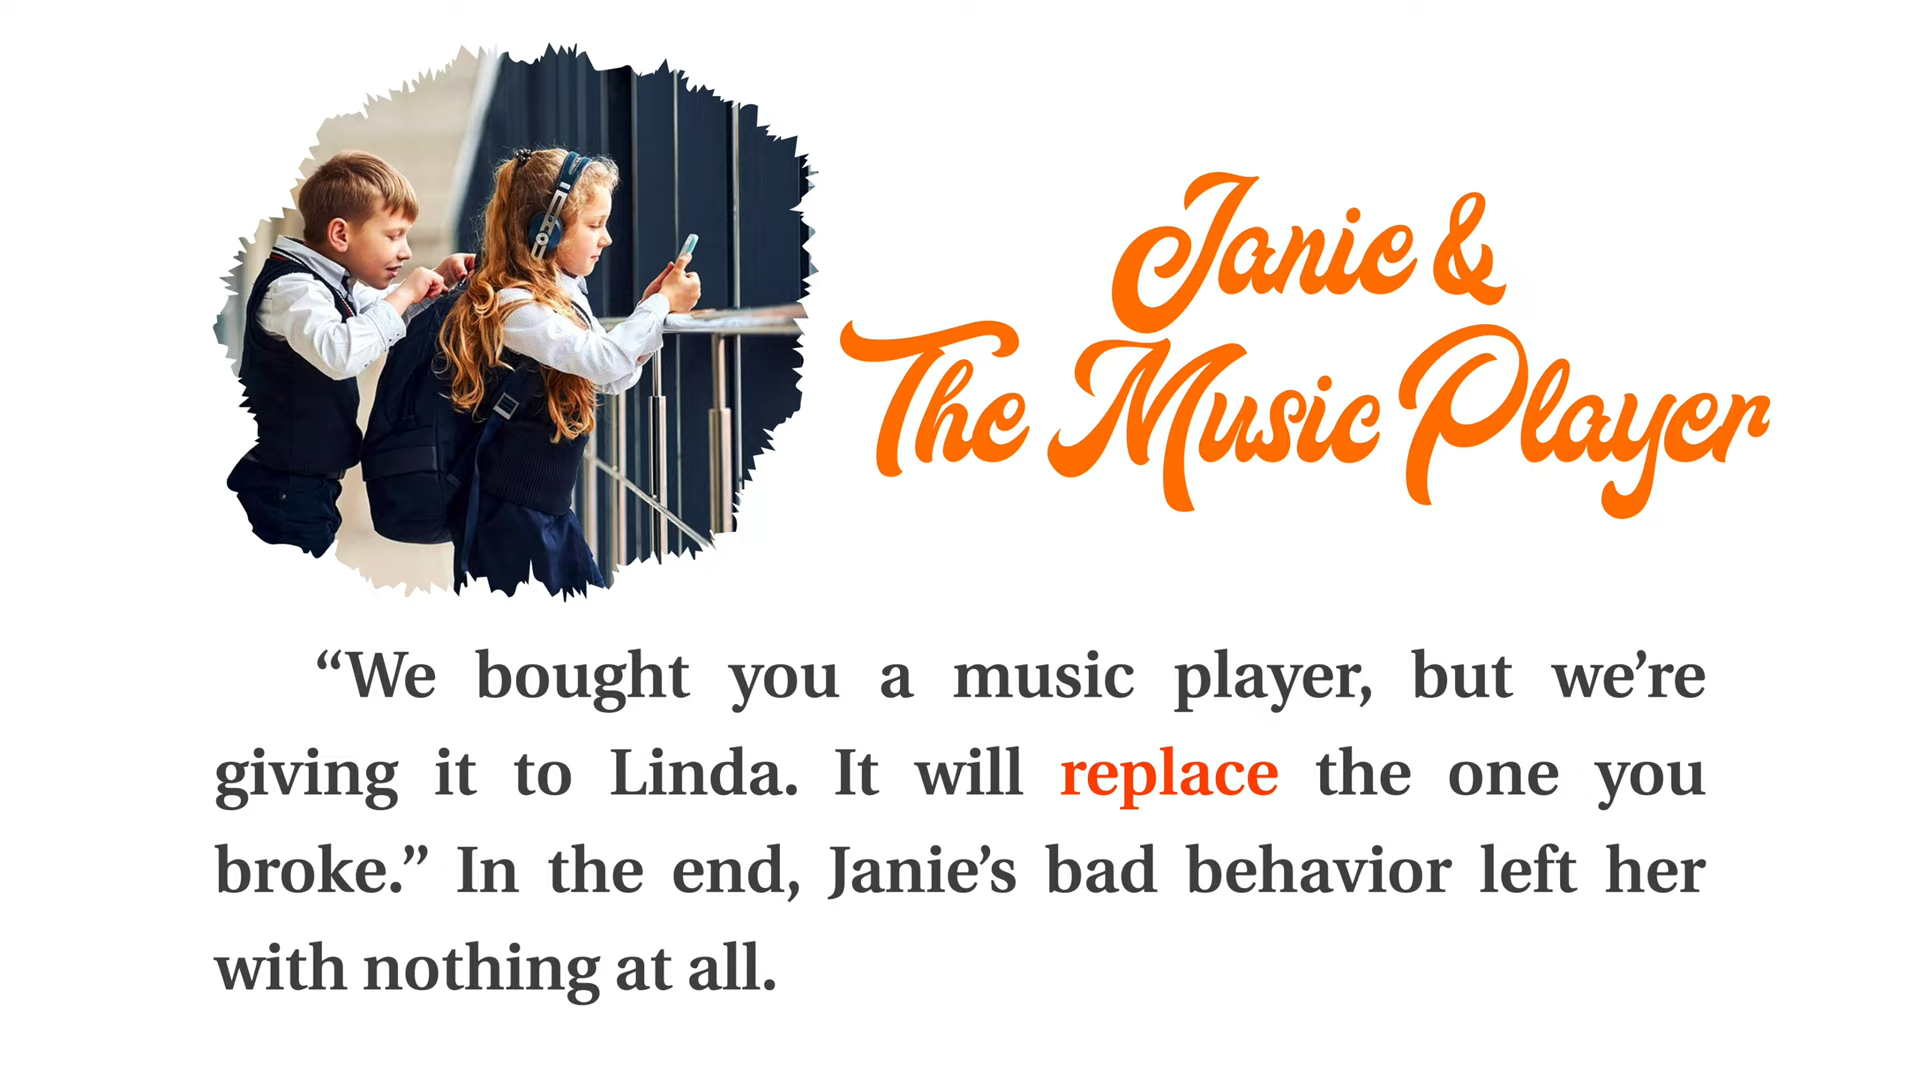 Janie &
The Music Player
“We bought you a music player, but we’re
giving it to Linda. It will replace the one you
broke.” In the end, Janie’s bad behavior left her
with nothing at all.